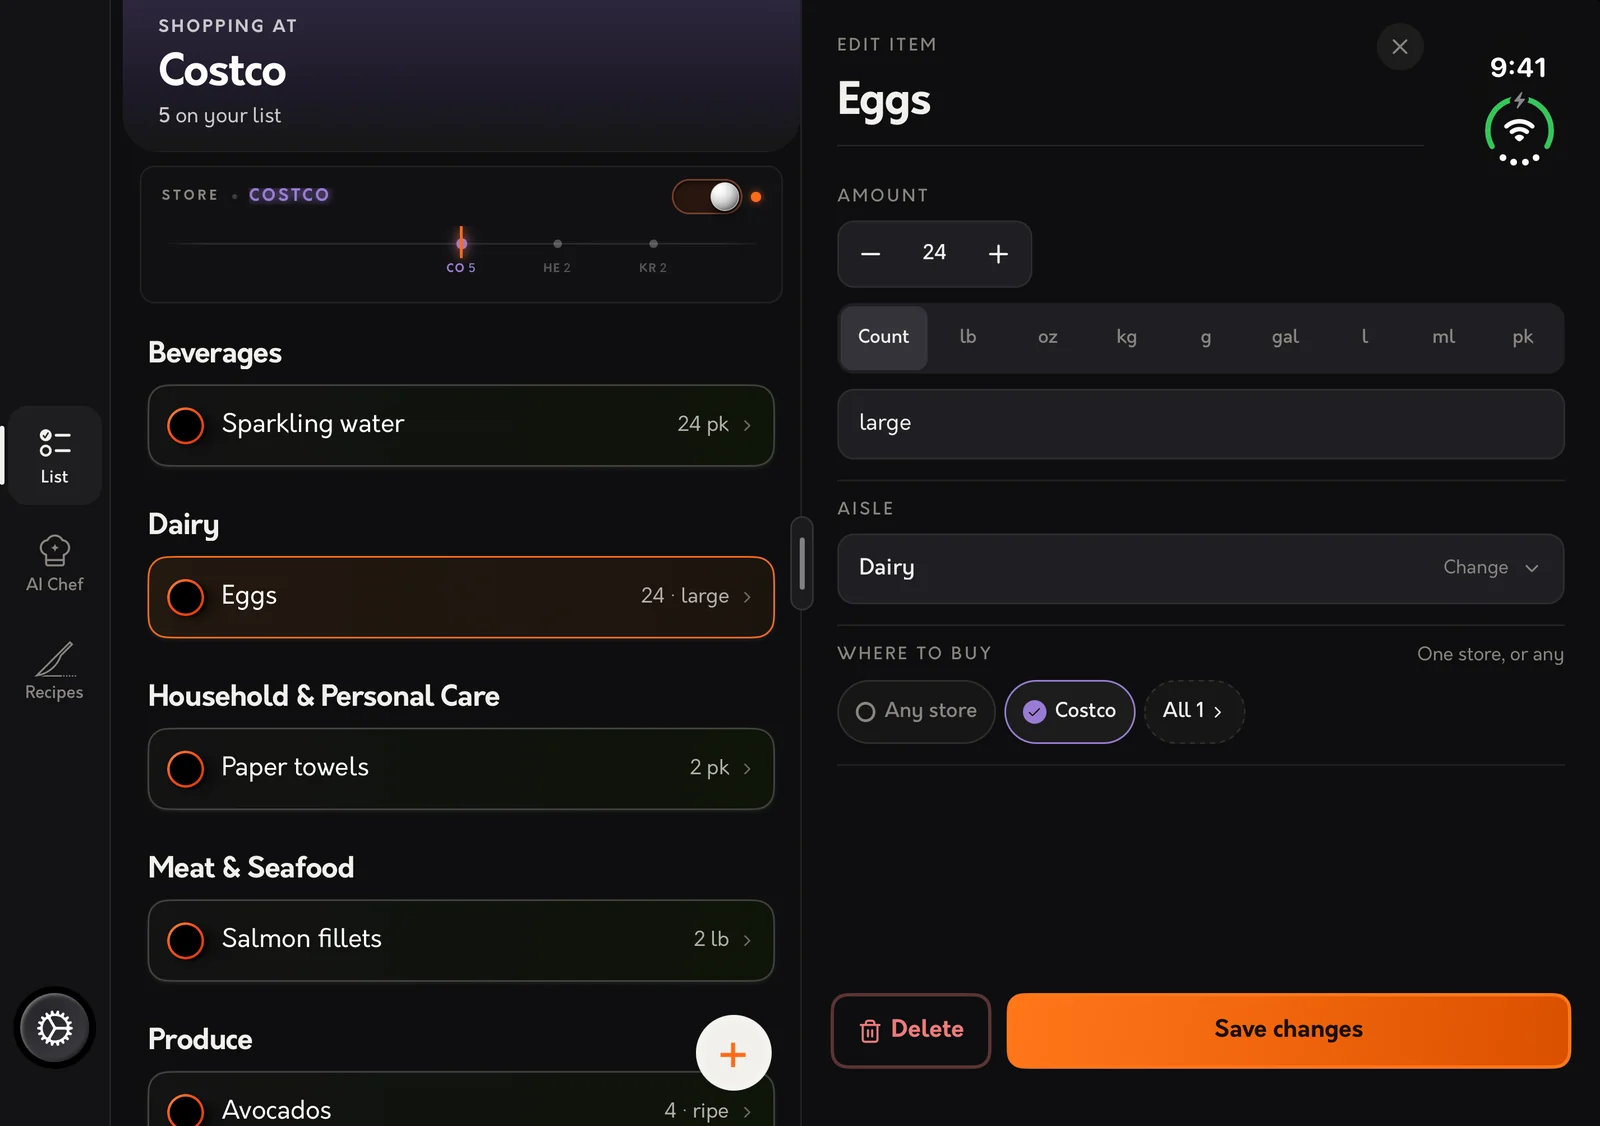 SHOPPING AT
Costco
5 on your list
STORE • COSTCO
CO 5
HE 2
KR 2
Beverages
Sparkling water
24 pk
Dairy
Eggs
24 · large
Household & Personal Care
Paper towels
2 pk
Meat & Seafood
Salmon fillets
2 lb
Produce
Avocados
4 · ripe
List
AI Chef
Recipes
EDIT ITEM
Eggs
9:41
AMOUNT
24
Count lb oz kg g gal l ml pk
large
AISLE
Dairy
Change
WHERE TO BUY
One store, or any
Any store
Costco
All 1
Delete
Save changes